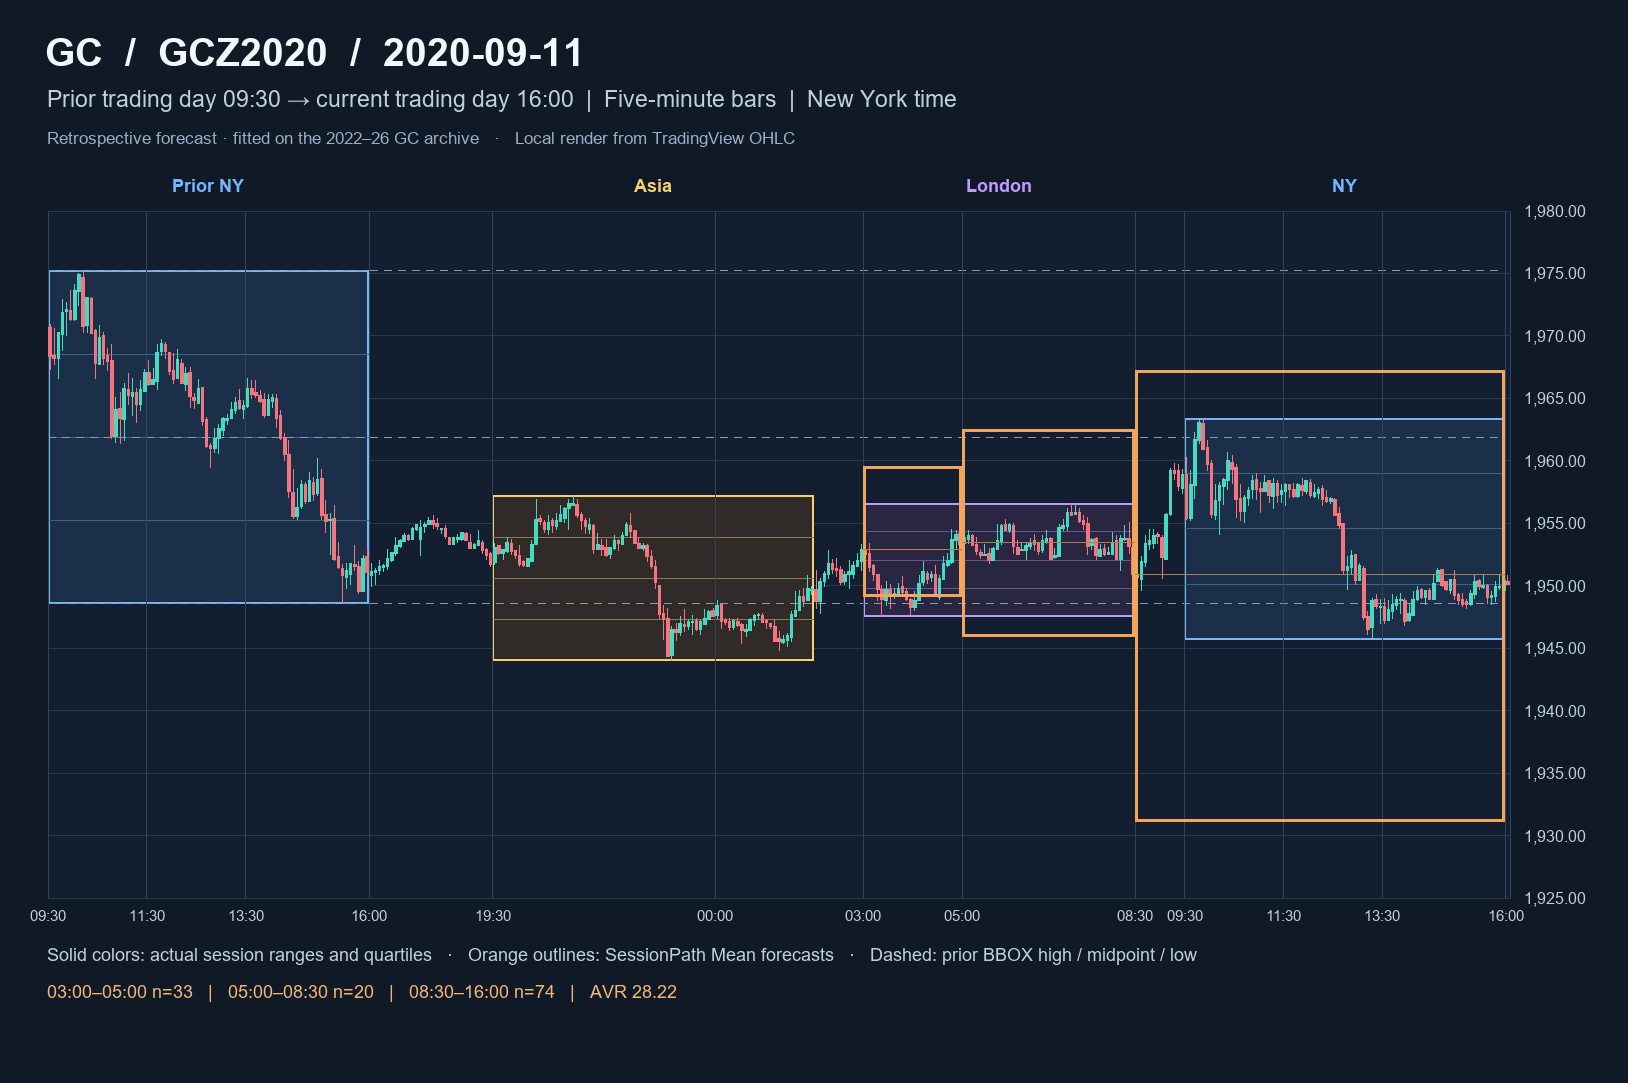 GC / GCZ2020 / 2020-09-11
Prior trading day 09:30 → current trading day 16:00 | Five-minute bars | New York time
Retrospective forecast · fitted on the 2022–26 GC archive · Local render from TradingView OHLC
Prior NY Asia London NY
1,980.00
1,975.00
1,970.00
1,965.00
1,960.00
1,955.00
1,950.00
1,945.00
1,940.00
1,935.00
1,930.00
1,925.00
09:30 11:30 13:30 16:00 19:30 00:00 03:00 05:00 08:30 09:30 11:30 13:30 16:00
Solid colors: actual session ranges and quartiles · Orange outlines: SessionPath Mean forecasts · Dashed: prior BBOX high / midpoint / low
03:00–05:00 n=33 | 05:00–08:30 n=20 | 08:30–16:00 n=74 | AVR 28.22